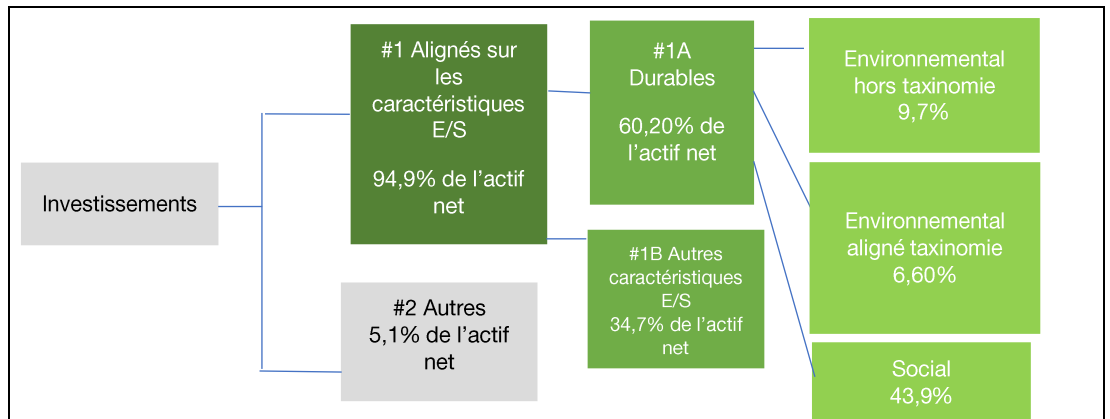 Investissements
#1 Alignés sur
les
caractéristiques
E/S
94,9% de l'actif
net
#2 Autres
5,1% de l'actif
net
#1A
Durables
60,20% de
l'actif net
#1B Autres
caractéristiques
E/S
34,7% de l'actif
net
Environnemental
hors taxinomie
9,7%
Environnemental
aligné taxinomie
6,60%
Social
43,9%